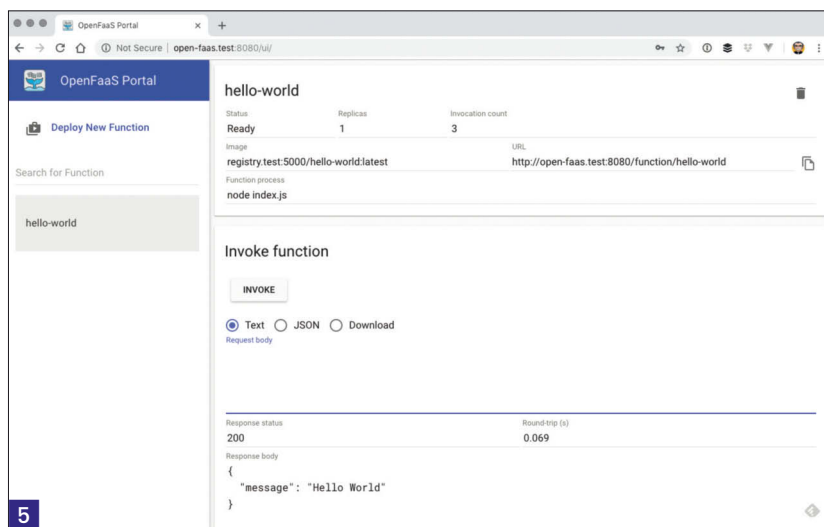 OpenFaaS Portal
Not Secure | open-faas.test:8080/ui/
OpenFaaS Portal
Deploy New Function
Search for Function
hello-world
hello-world
Status Replicas Invocation count
Ready 1 3
Image URL
registry.test:5000/hello-world:latest http://open-faas.test:8080/function/hello-world
Function process
node index.js
Invoke function
INVOKE
Text JSON Download
Request body
Response status Round-trip (s)
200 0.069
Response body
{
"message": "Hello World"
}
5